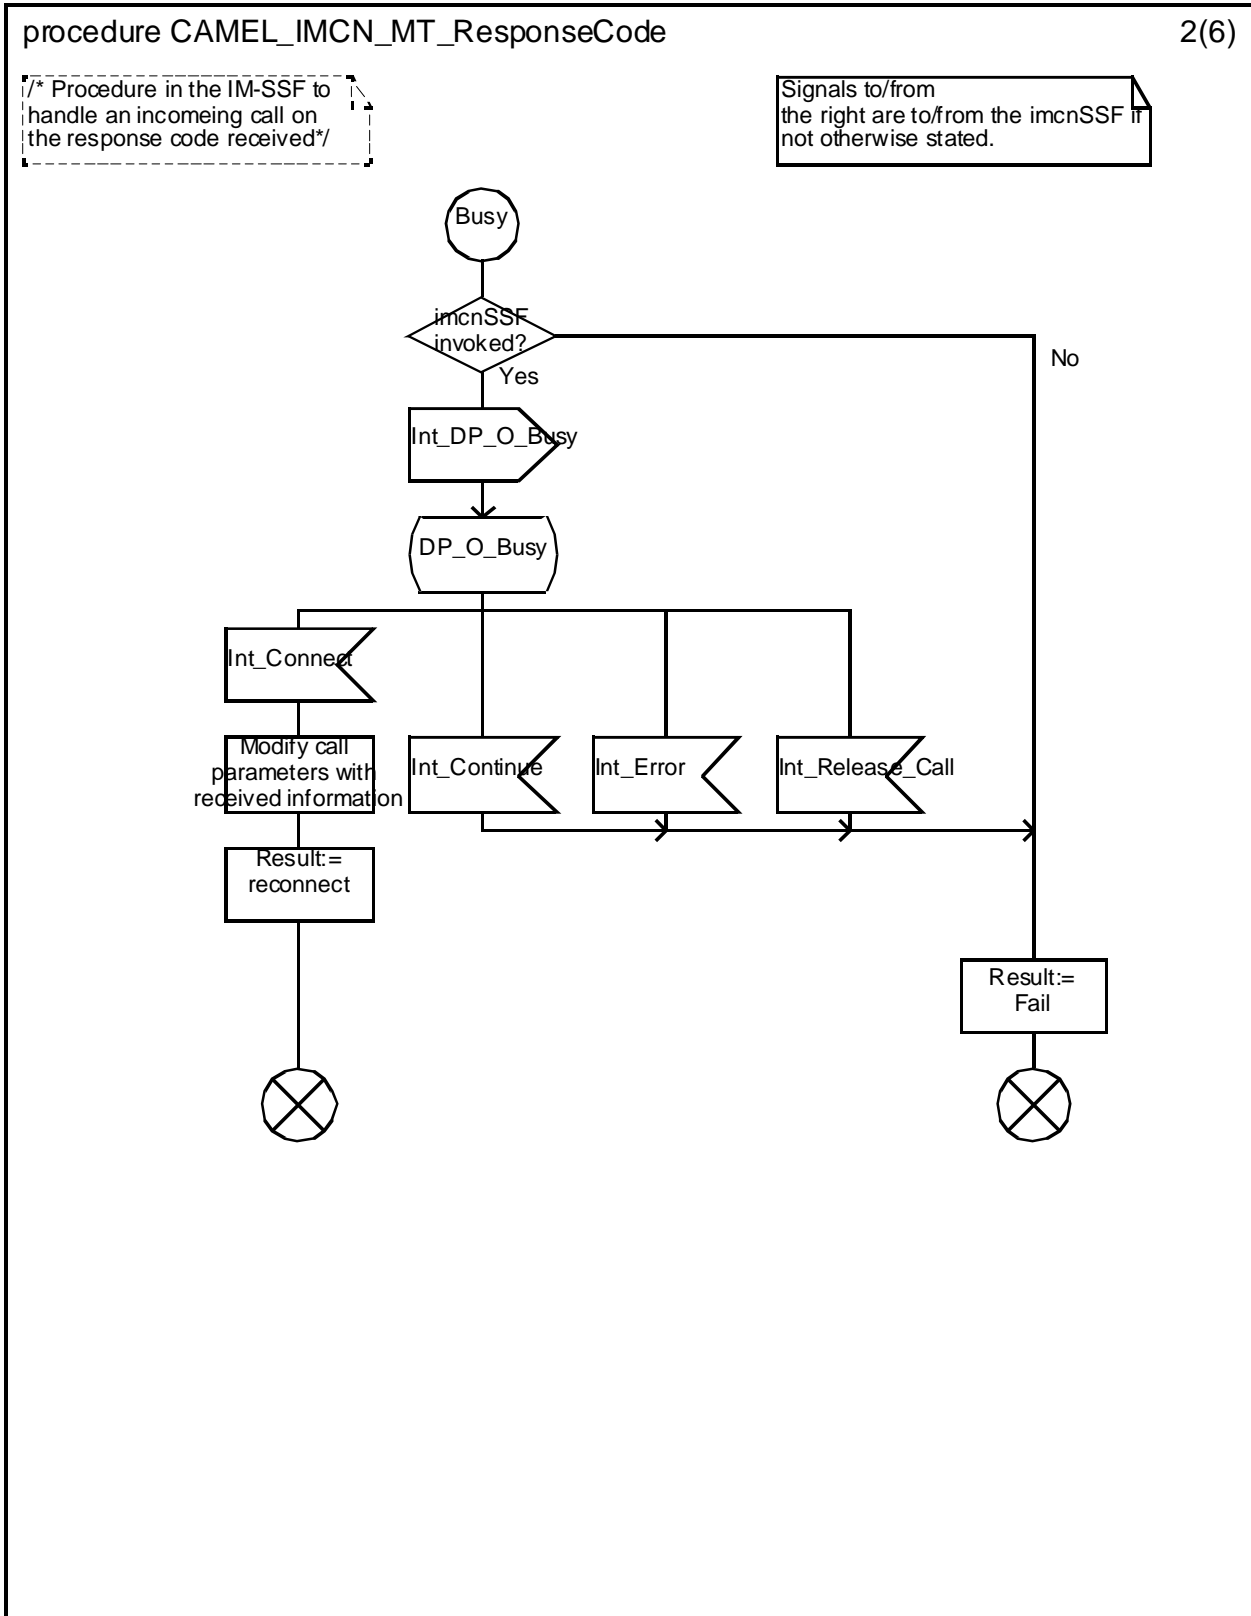 procedure CAMEL_IMCN_MT_ResponseCode
2(6)
/* Procedure in the IM-SSF to
handle an incomeing call on
the response code received*/
Signals to/from
the right are to/from the imcnSSF if
not otherwise stated.
Busy
imcnSSF
invoked?
No
Yes
Int_DP_O_Busy
DP_O_Busy
Int_Connect
Modify call
parameters with
received information
Int_Continue
Int_Error
Int_Release_Call
Result:=
reconnect
Result:=
Fail